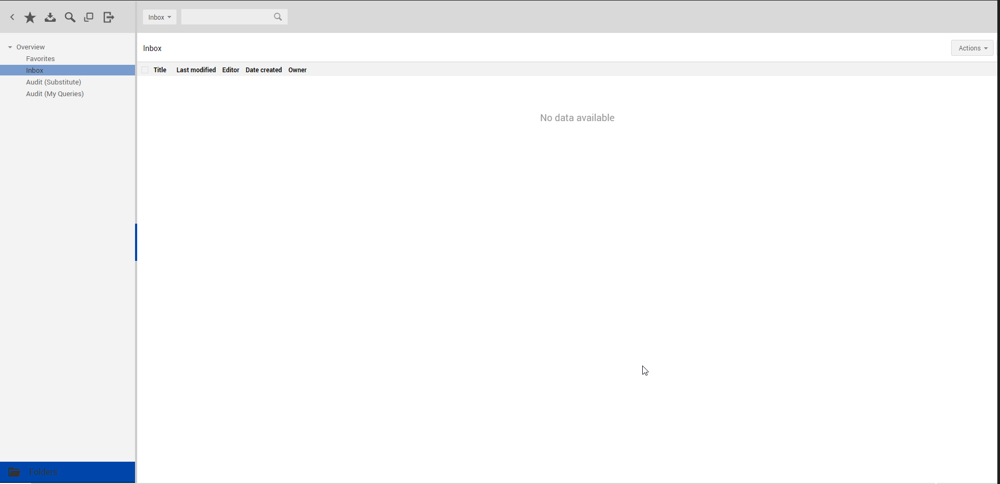 Inbox
Overview
Favorites
Inbox
Audit (Substitute)
Audit (My Queries)
Inbox
Actions
Title Last modified Editor Date created Owner
No data available
Folders